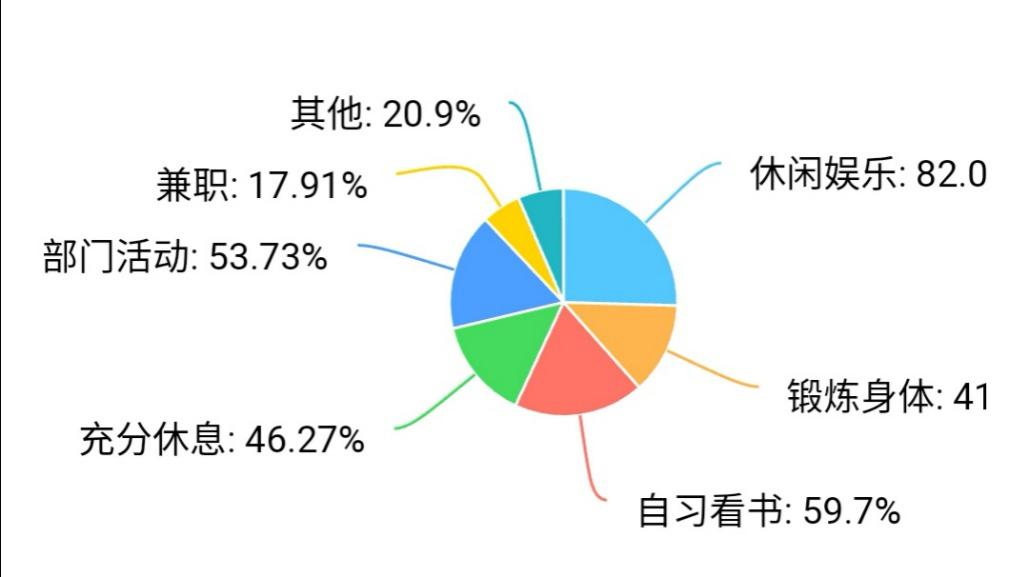 其他: 20.9%
休闲娱乐: 82.0
兼职: 17.91%
部门活动: 53.73%
锻炼身体: 41
充分休息: 46.27%
自习看书: 59.7%